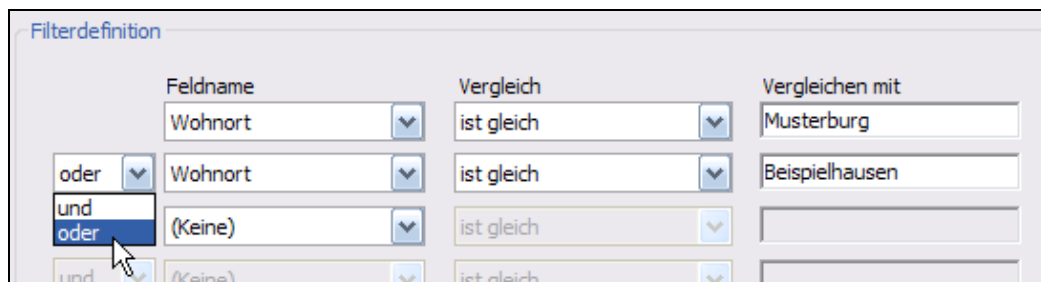 Filterdefinition
Feldname Vergleich Vergleichen mit
Wohnort ist gleich Musterburg
oder Wohnort ist gleich Beispielhausen
und
oder (Keine) ist gleich
und (Keine) ist gleich